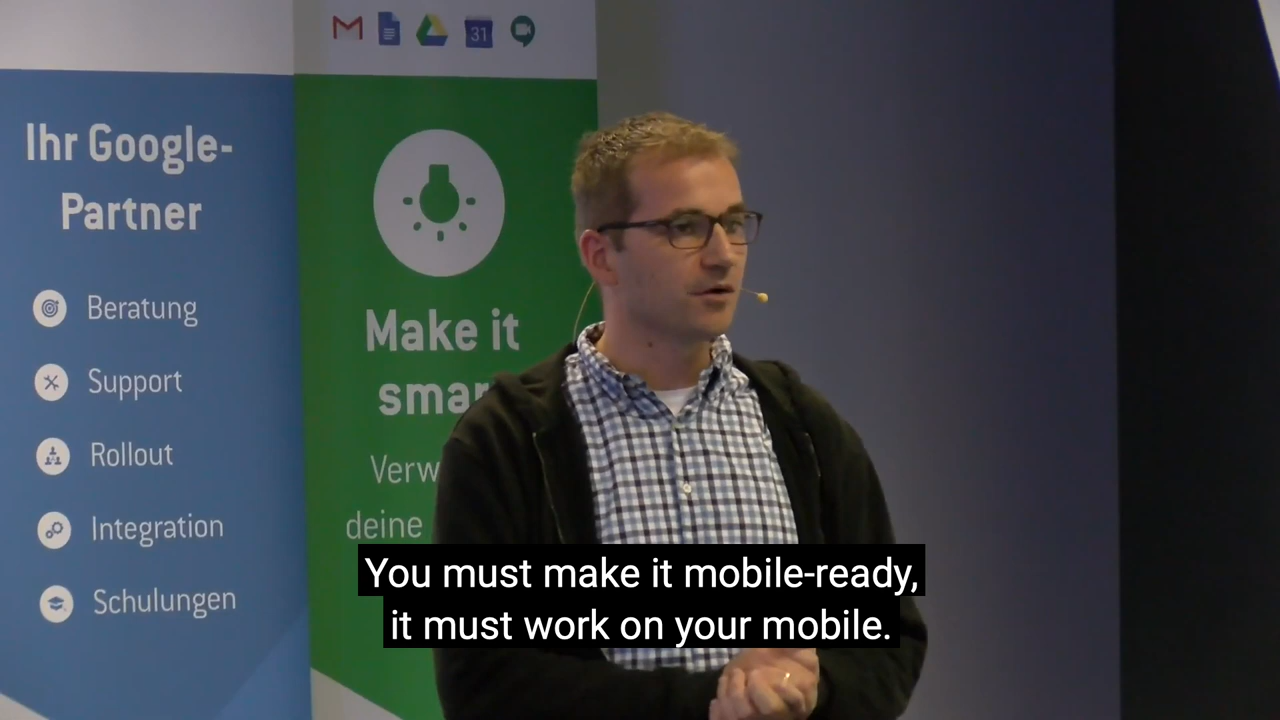 31
Ihr Google-
Partner
Beratung
Support
Rollout
Integration
Schulungen
Make it
smar
Verw
deine
You must make it mobile-ready,
it must work on your mobile.